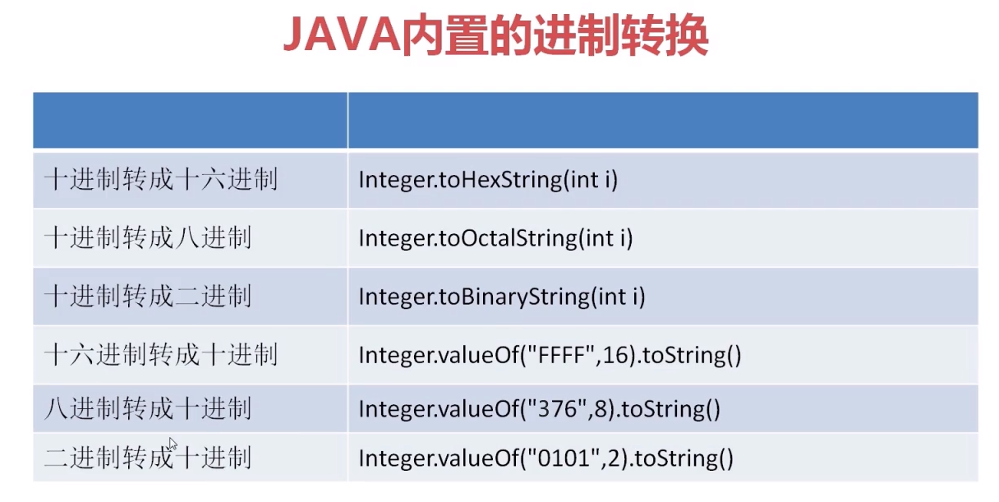 JAVA内置的进制转换
十进制转成十六进制 Integer.toHexString(int i)
十进制转成八进制 Integer.toOctalString(int i)
十进制转成二进制 Integer.toBinaryString(int i)
十六进制转成十进制 Integer.valueOf("FFFF",16).toString()
八进制转成十进制 Integer.valueOf("376",8).toString()
二进制转成十进制 Integer.valueOf("0101",2).toString()